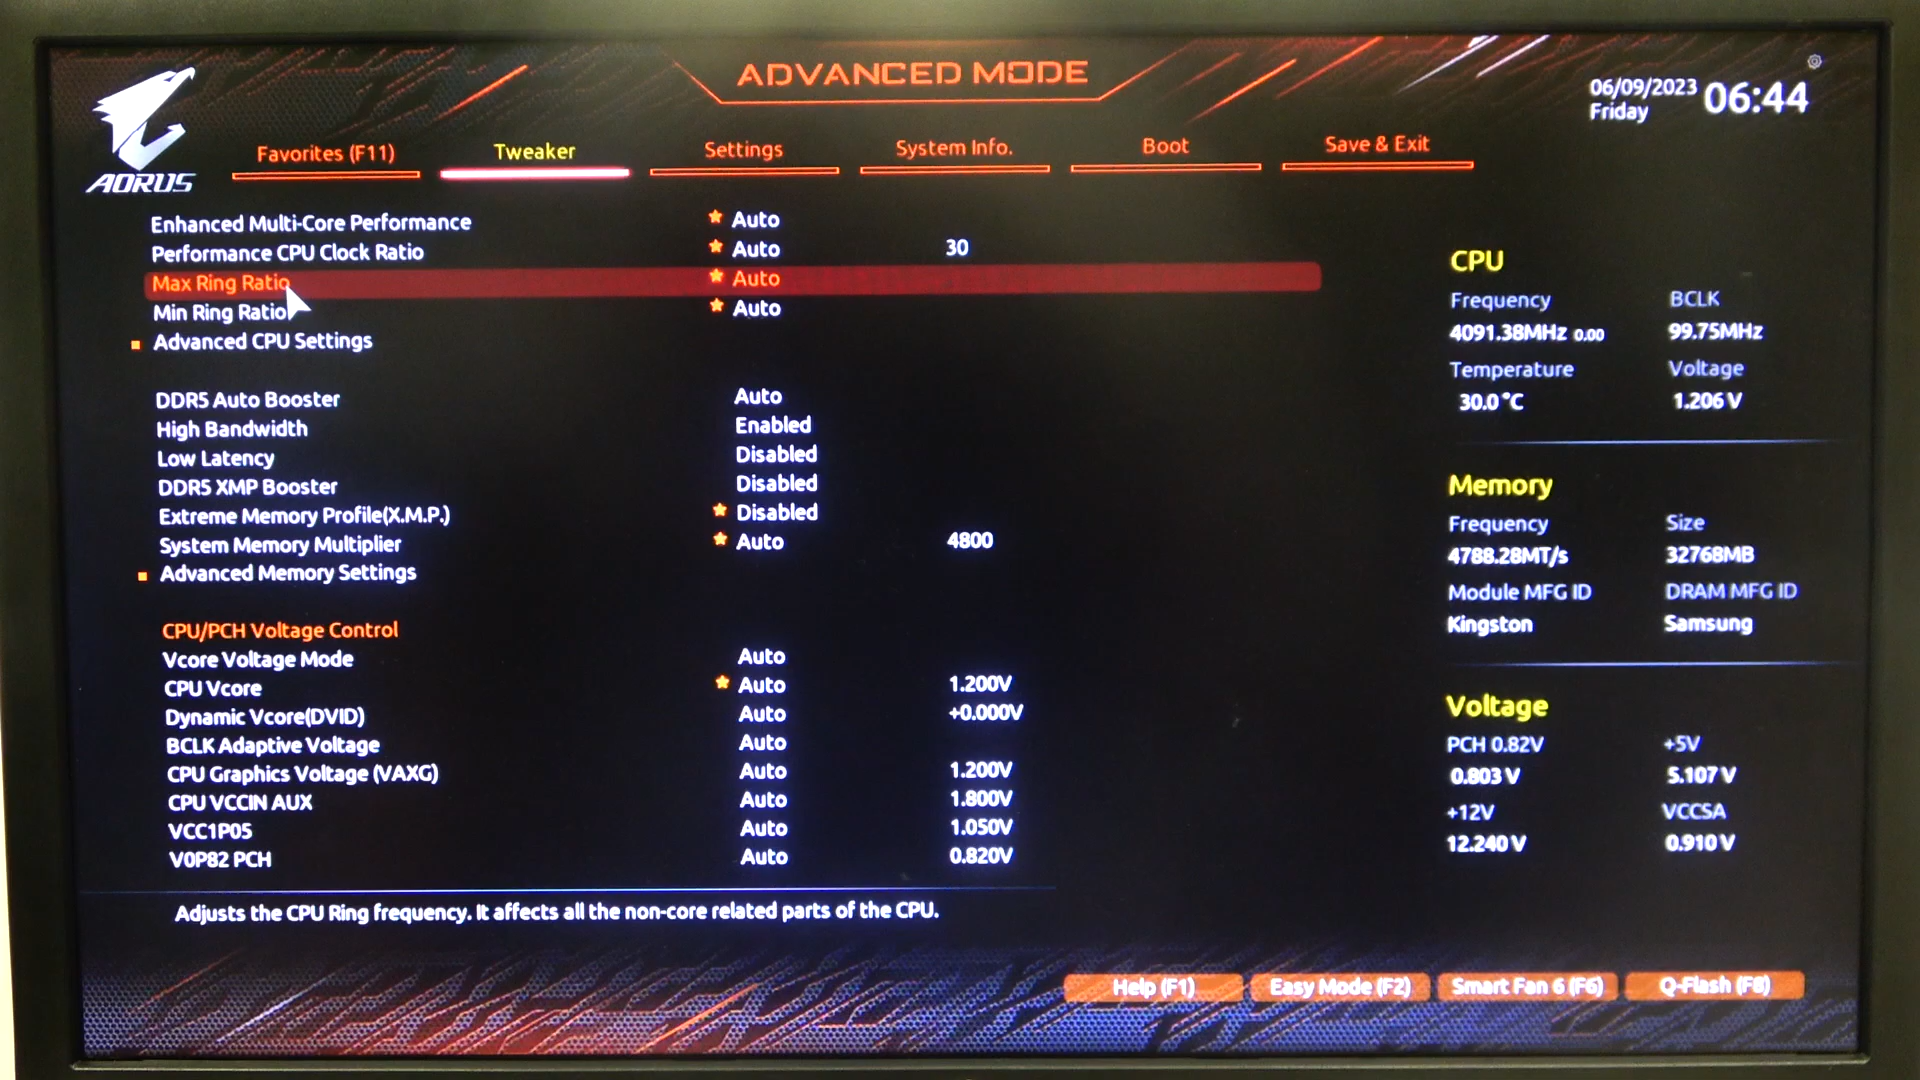 ADVANCED MODE
06/09/2023 Friday 06:44
AORUS
Favorites (F11) Tweaker Settings System Info. Boot Save & Exit
Enhanced Multi-Core Performance Auto
Performance CPU Clock Ratio Auto 30
Max Ring Ratio Auto
Min Ring Ratio Auto
Advanced CPU Settings
DDR5 Auto Booster Auto
High Bandwidth Enabled
Low Latency Disabled
DDR5 XMP Booster Disabled
Extreme Memory Profile(X.M.P.) Disabled
System Memory Multiplier Auto 4800
Advanced Memory Settings
CPU/PCH Voltage Control
Vcore Voltage Mode Auto
CPU Vcore Auto 1.200V
Dynamic Vcore(DVID) Auto +0.000V
BCLK Adaptive Voltage Auto
CPU Graphics Voltage (VAXG) Auto 1.200V
CPU VCCIN AUX Auto 1.800V
VCC1P05 Auto 1.050V
V0P82 PCH Auto 0.820V
Adjusts the CPU Ring frequency. It affects all the non-core related parts of the CPU.
CPU
Frequency BCLK
4091.38MHz 0.00 99.75MHz
Temperature Voltage
30.0 °C 1.206 V
Memory
Frequency Size
4788.28MT/s 32768MB
Module MFG ID DRAM MFG ID
Kingston Samsung
Voltage
PCH 0.82V +5V
0.803 V 5.107 V
+12V VCCSA
12.240 V 0.910 V
Help (F1) Easy Mode (F2) Smart Fan 6 (F6) Q-Flash (F8)